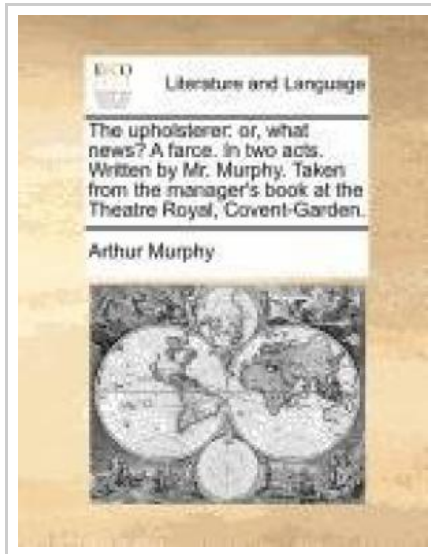 ECCO
Literature and Language
The upholsterer: or, what
news? A farce. In two acts.
Written by Mr. Murphy. Taken
from the manager's book at the
Theatre Royal, Covent-Garden.
Arthur Murphy